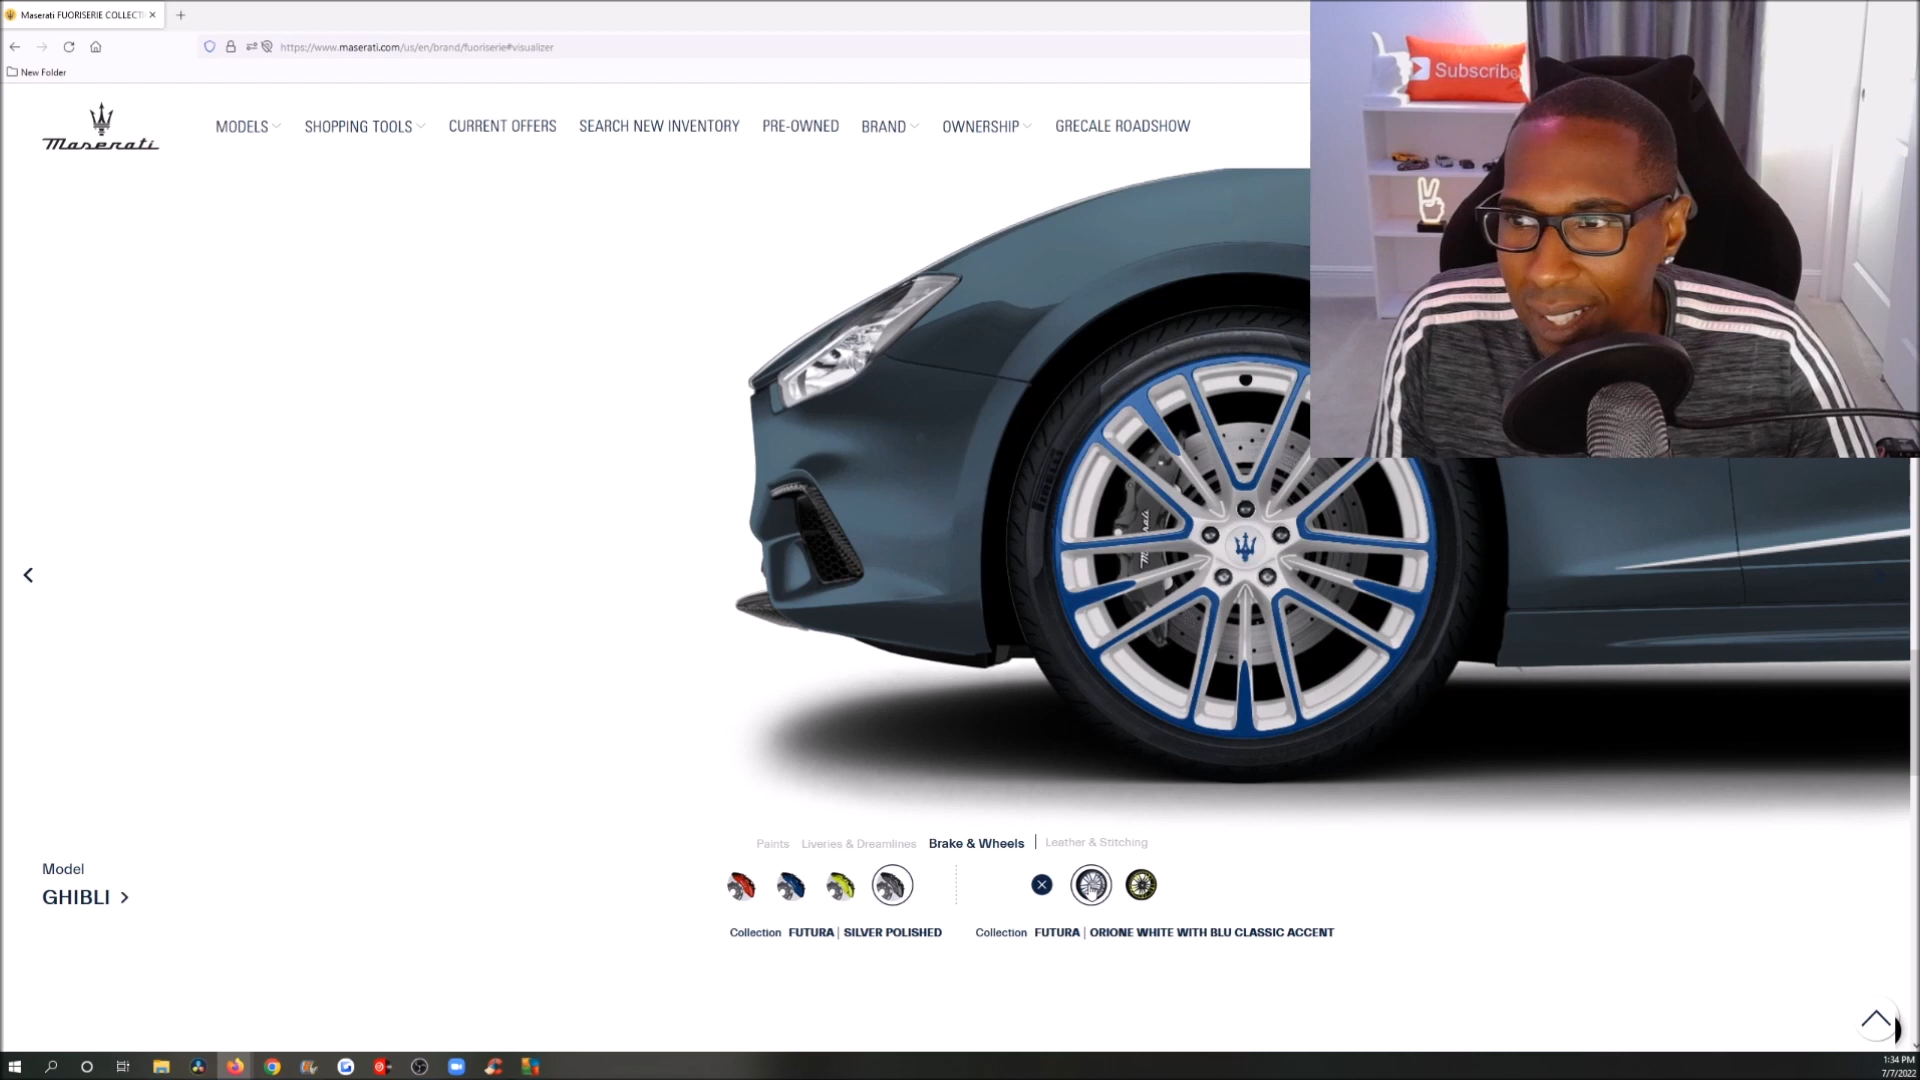 Maserati FUORISERIE COLLECTI
https://www.maserati.com/us/en/brand/fuoriserie#visualizer
New Folder
Subscribe
Maserati
MODELS
SHOPPING TOOLS
CURRENT OFFERS
SEARCH NEW INVENTORY
PRE-OWNED
BRAND
OWNERSHIP
GRECALE ROADSHOW
PIRELLI
Maserati
Paints
Liveries & Dreamlines
Brake & Wheels
Leather & Stitching
Model
GHIBLI
Collection FUTURA | SILVER POLISHED
Collection FUTURA | ORIONE WHITE WITH BLU CLASSIC ACCENT
1:34 PM
7/7/2022